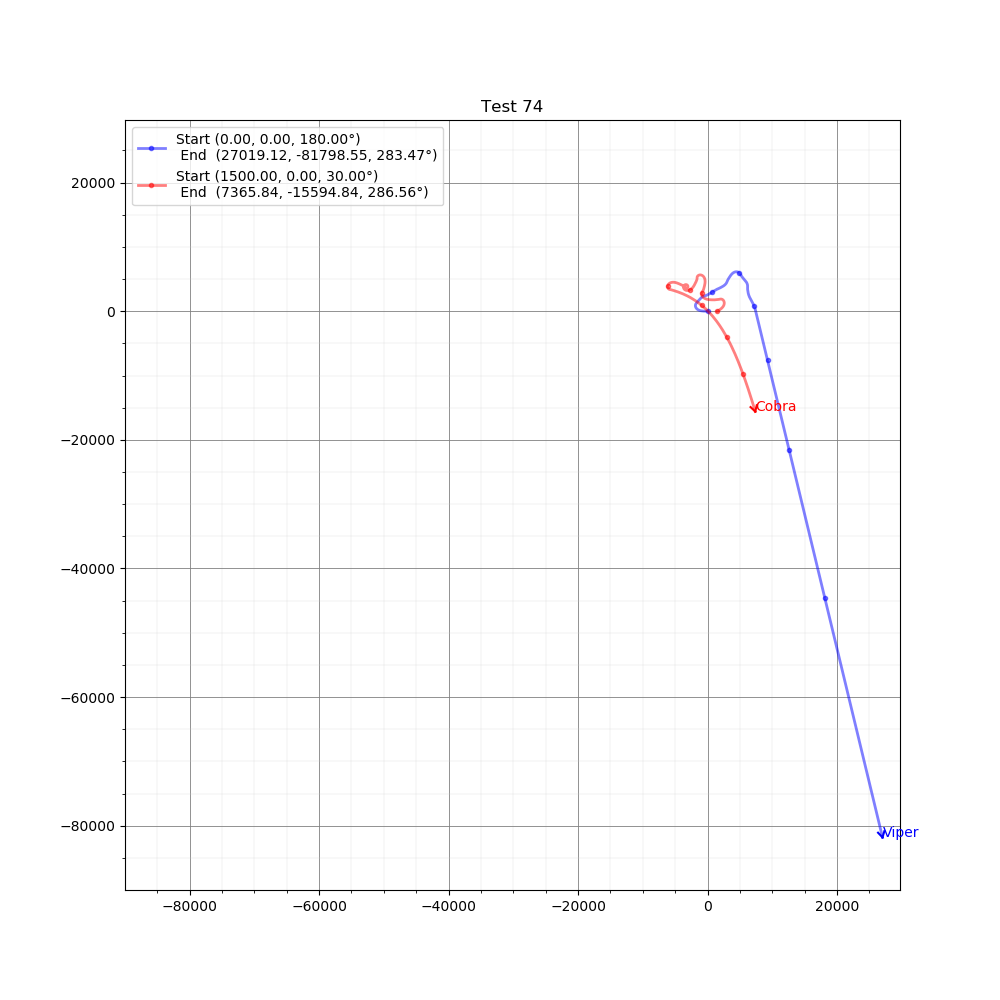 Test 74
Start (0.00, 0.00, 180.00°)
End (27019.12, -81798.55, 283.47°)
Start (1500.00, 0.00, 30.00°)
End (7365.84, -15594.84, 286.56°)
20000
0
−20000
−40000
−60000
−80000
Cobra
Viper
−80000 −60000 −40000 −20000 0 20000